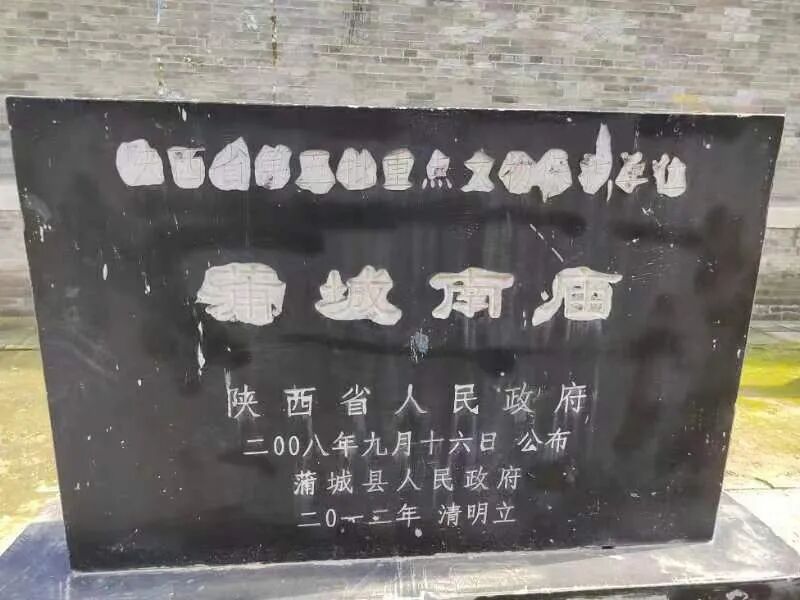 陕西省第五批重点文物保护单位
蒲城南庙
陕西省人民政府
二00八年九月十六日 公布
蒲城县人民政府
二0一二年 清明立